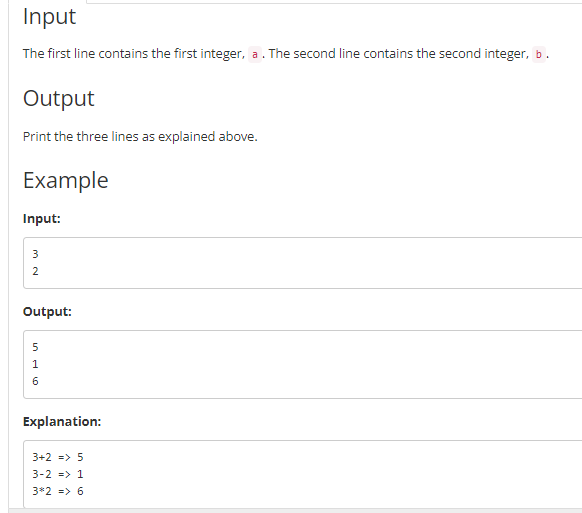 Input
The first line contains the first integer, a . The second line contains the second integer, b .
Output
Print the three lines as explained above.
Example
Input:
3
2
Output:
5
1
6
Explanation:
3+2 => 5
3-2 => 1
3*2 => 6